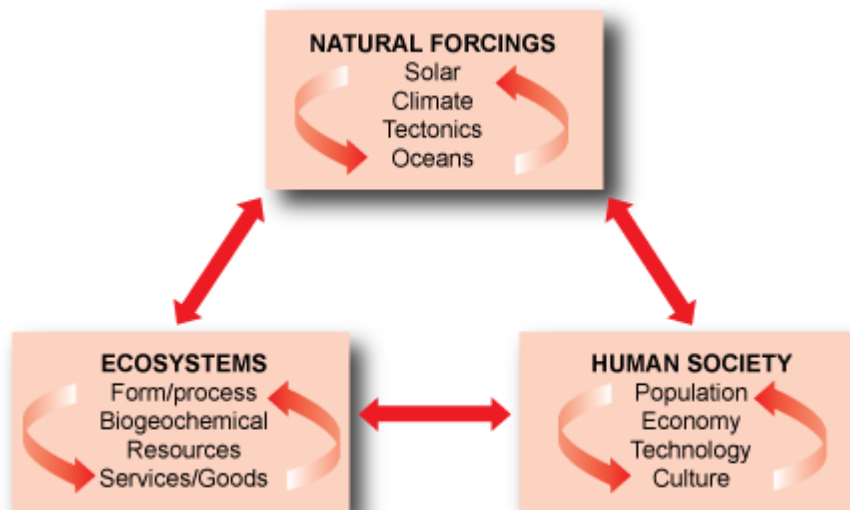 NATURAL FORCINGS
Solar
Climate
Tectonics
Oceans
ECOSYSTEMS
Form/process
Biogeochemical
Resources
Services/Goods
HUMAN SOCIETY
Population
Economy
Technology
Culture